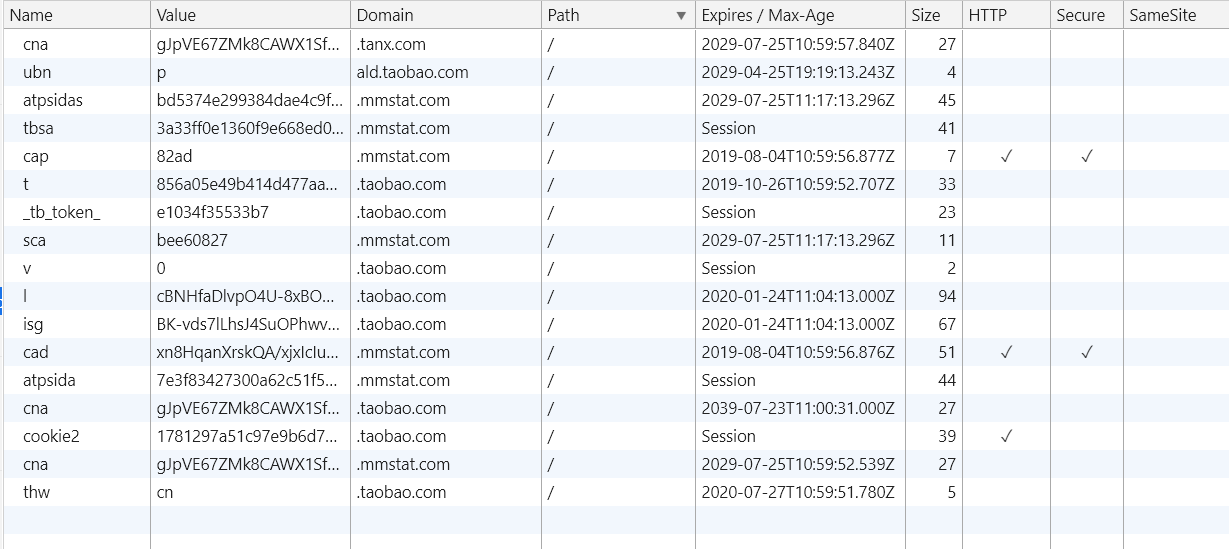 Name Value Domain Path ▼ Expires / Max-Age Size HTTP Secure SameSite
cna gJpVE67ZMk8CAWX1Sf... .tanx.com / 2029-07-25T10:59:57.840Z 27
ubn p ald.taobao.com / 2029-04-25T19:19:13.243Z 4
atpsidas bd5374e299384dae4c9f... .mmstat.com / 2029-07-25T11:17:13.296Z 45
tbsa 3a33ff0e1360f9e668ed0... .mmstat.com / Session 41
cap 82ad .mmstat.com / 2019-08-04T10:59:56.877Z 7 ✓ ✓
t 856a05e49b414d477aa... .taobao.com / 2019-10-26T10:59:52.707Z 33
_tb_token_ e1034f35533b7 .taobao.com / Session 23
sca bee60827 .mmstat.com / 2029-07-25T11:17:13.296Z 11
v 0 .taobao.com / Session 2
l cBNHfaDlvpO4U-8xBO... .taobao.com / 2020-01-24T11:04:13.000Z 94
isg BK-vds7lLhsJ4SuOPhwv... .taobao.com / 2020-01-24T11:04:13.000Z 67
cad xn8HqanXrskQA/xjxIcIu... .mmstat.com / 2019-08-04T10:59:56.876Z 51 ✓ ✓
atpsida 7e3f83427300a62c51f5... .mmstat.com / Session 44
cna gJpVE67ZMk8CAWX1Sf... .taobao.com / 2039-07-23T11:00:31.000Z 27
cookie2 1781297a51c97e9b6d7... .taobao.com / Session 39 ✓
cna gJpVE67ZMk8CAWX1Sf... .mmstat.com / 2029-07-25T10:59:52.539Z 27
thw cn .taobao.com / 2020-07-27T10:59:51.780Z 5